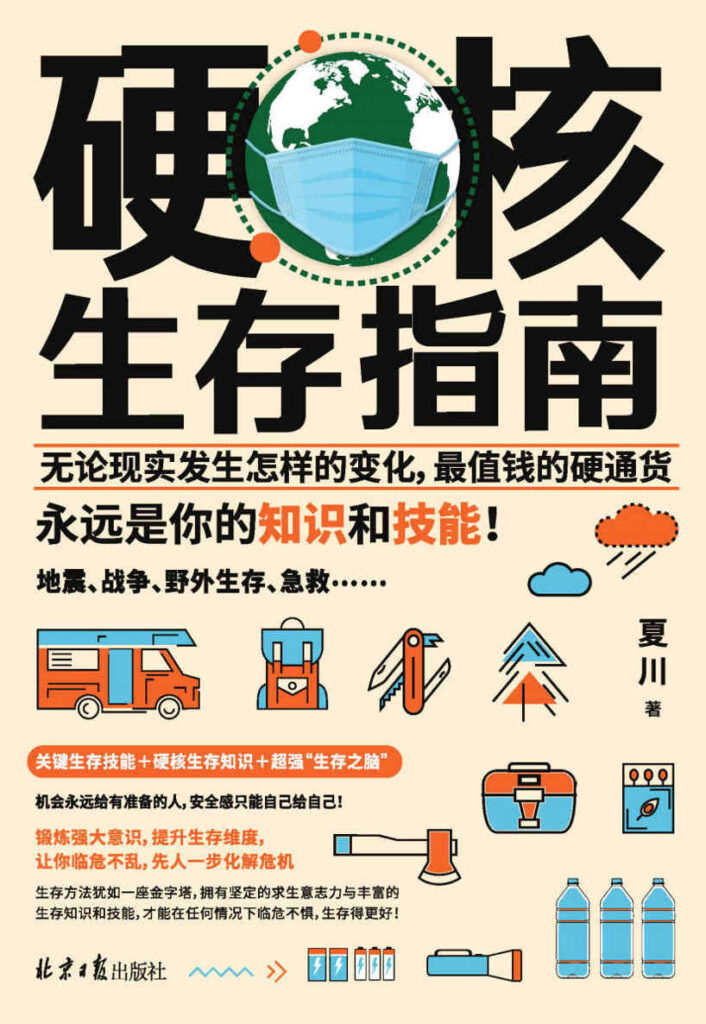 硬核
生存指南
无论现实发生怎样的变化，最值钱的硬通货
永远是你的知识和技能！
地震、战争、野外生存、急救……
夏川
著
关键生存技能＋硬核生存知识＋超强“生存之脑”
机会永远给有准备的人，安全感只能自己给自己！
锻炼强大意识，提升生存维度，
让你临危不乱，先人一步化解危机
生存方法犹如一座金字塔，拥有坚定的求生意志力与丰富的
生存知识和技能，才能在任何情况下临危不惧，生存得更好！
北京日报出版社